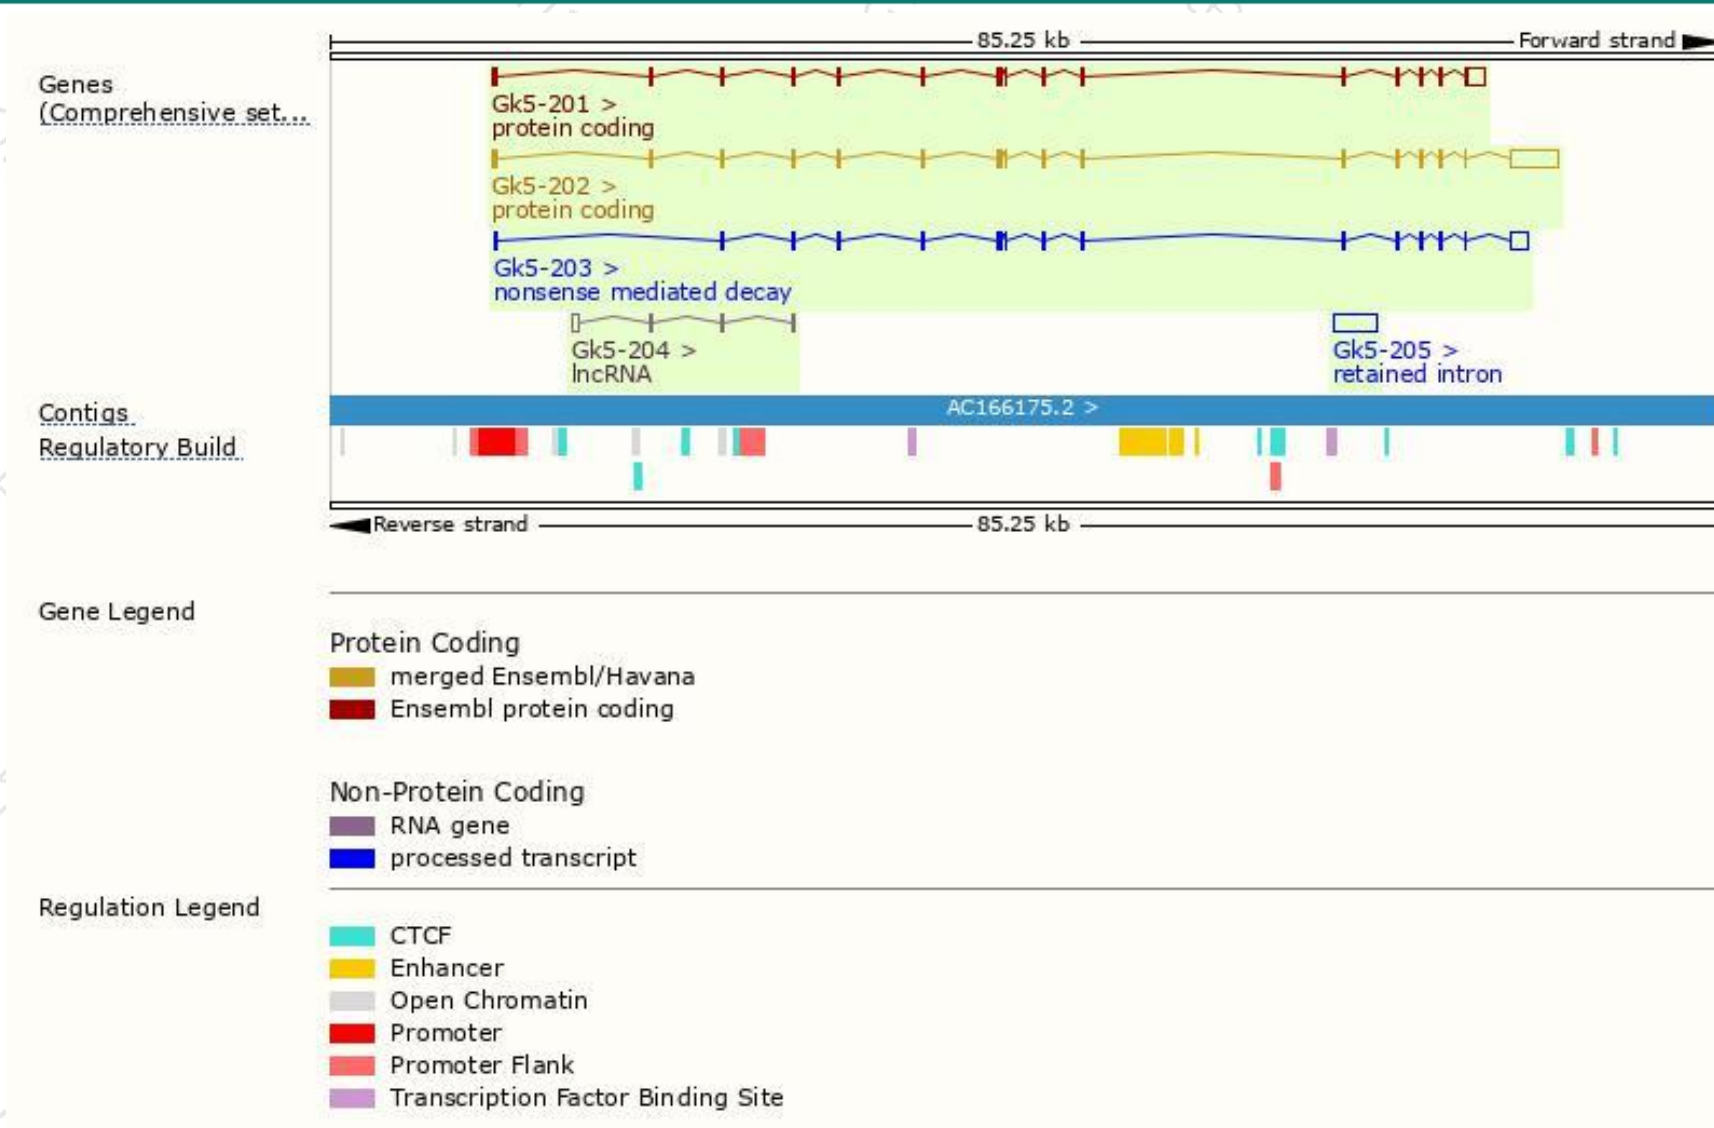 85.25 kb Forward strand
Genes
(Comprehensive set...
Gk5-201 >
protein coding
Gk5-202 >
protein coding
Gk5-203 >
nonsense mediated decay
Gk5-204 > Gk5-205 >
lncRNA retained intron
Contigs AC166175.2 >
Regulatory Build
Reverse strand 85.25 kb
Gene Legend
Protein Coding
merged Ensembl/Havana
Ensembl protein coding
Non-Protein Coding
RNA gene
processed transcript
Regulation Legend
CTCF
Enhancer
Open Chromatin
Promoter
Promoter Flank
Transcription Factor Binding Site